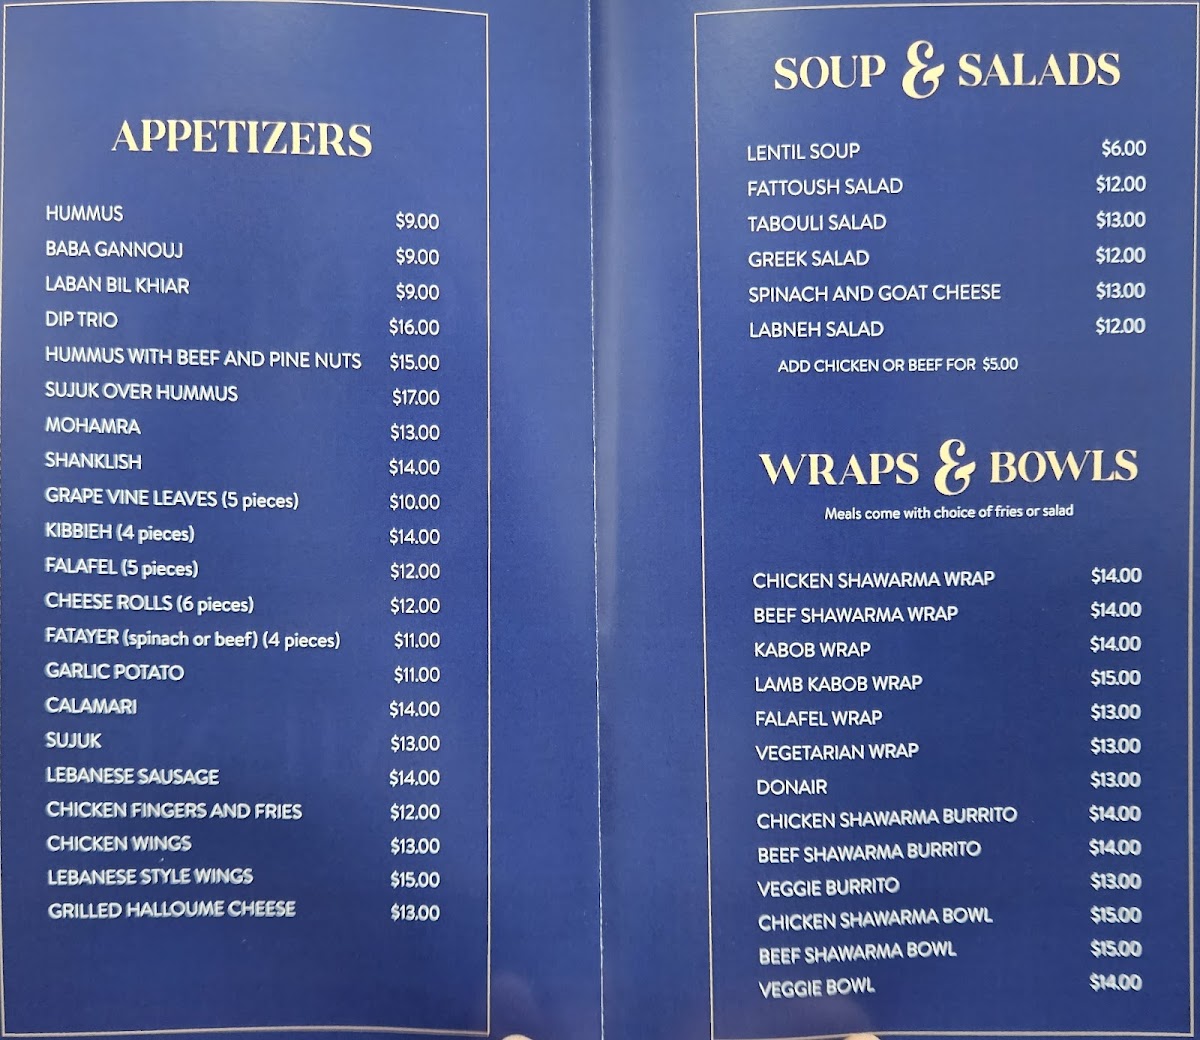 APPETIZERS
HUMMUS $9.00
BABA GANNOUJ $9.00
LABAN BIL KHIAR $9.00
DIP TRIO $16.00
HUMMUS WITH BEEF AND PINE NUTS $15.00
SUJUK OVER HUMMUS $17.00
MOHAMRA $13.00
SHANKLISH $14.00
GRAPE VINE LEAVES (5 pieces) $10.00
KIBBIEH (4 pieces) $14.00
FALAFEL (5 pieces) $12.00
CHEESE ROLLS (6 pieces) $12.00
FATAYER (spinach or beef) (4 pieces) $11.00
GARLIC POTATO $11.00
CALAMARI $14.00
SUJUK $13.00
LEBANESE SAUSAGE $14.00
CHICKEN FINGERS AND FRIES $12.00
CHICKEN WINGS $13.00
LEBANESE STYLE WINGS $15.00
GRILLED HALLOUME CHEESE $13.00
SOUP & SALADS
LENTIL SOUP $6.00
FATTOUSH SALAD $12.00
TABOULI SALAD $13.00
GREEK SALAD $12.00
SPINACH AND GOAT CHEESE $13.00
LABNEH SALAD $12.00
ADD CHICKEN OR BEEF FOR $5.00
WRAPS & BOWLS
Meals come with choice of fries or salad
CHICKEN SHAWARMA WRAP $14.00
BEEF SHAWARMA WRAP $14.00
KABOB WRAP $14.00
LAMB KABOB WRAP $15.00
FALAFEL WRAP $13.00
VEGETARIAN WRAP $13.00
DONAIR $13.00
CHICKEN SHAWARMA BURRITO $14.00
BEEF SHAWARMA BURRITO $14.00
VEGGIE BURRITO $13.00
CHICKEN SHAWARMA BOWL $15.00
BEEF SHAWARMA BOWL $15.00
VEGGIE BOWL $14.00